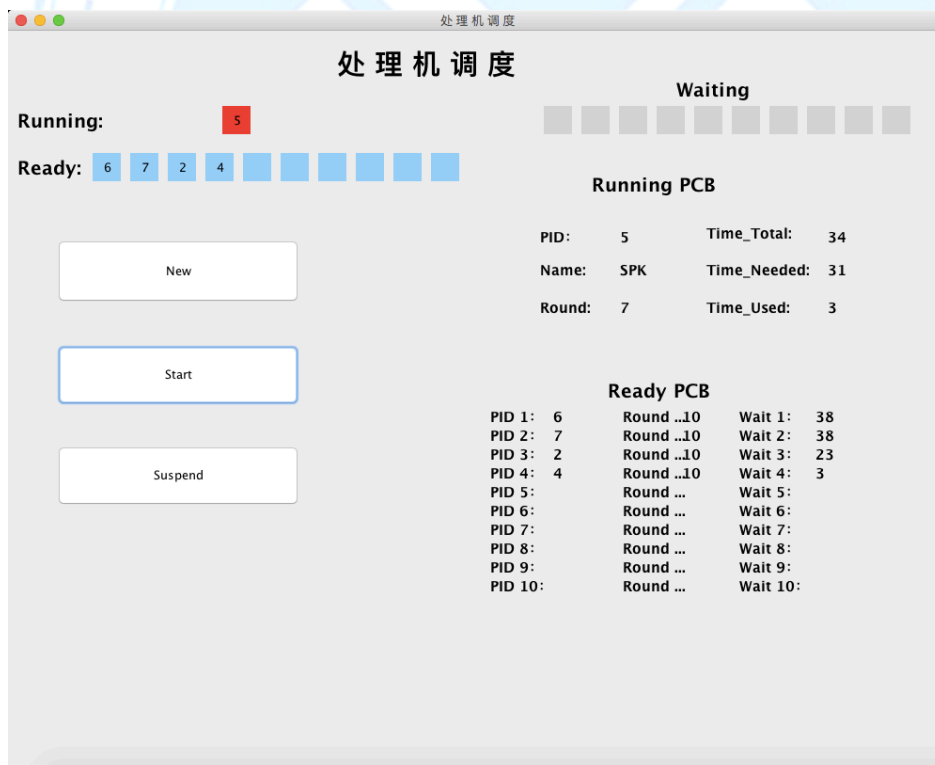 处理机调度
处理机调度
Waiting
Running: 5
Ready: 6 7 2 4
Running PCB
PID: 5 Time_Total: 34
New
Name: SPK Time_Needed: 31
Round: 7 Time_Used: 3
Start
Ready PCB
PID 1: 6 Round ...10 Wait 1: 38
PID 2: 7 Round ...10 Wait 2: 38
PID 3: 2 Round ...10 Wait 3: 23
PID 4: 4 Round ...10 Wait 4: 3
Suspend
PID 5: Round ... Wait 5:
PID 6: Round ... Wait 6:
PID 7: Round ... Wait 7:
PID 8: Round ... Wait 8:
PID 9: Round ... Wait 9:
PID 10: Round ... Wait 10: